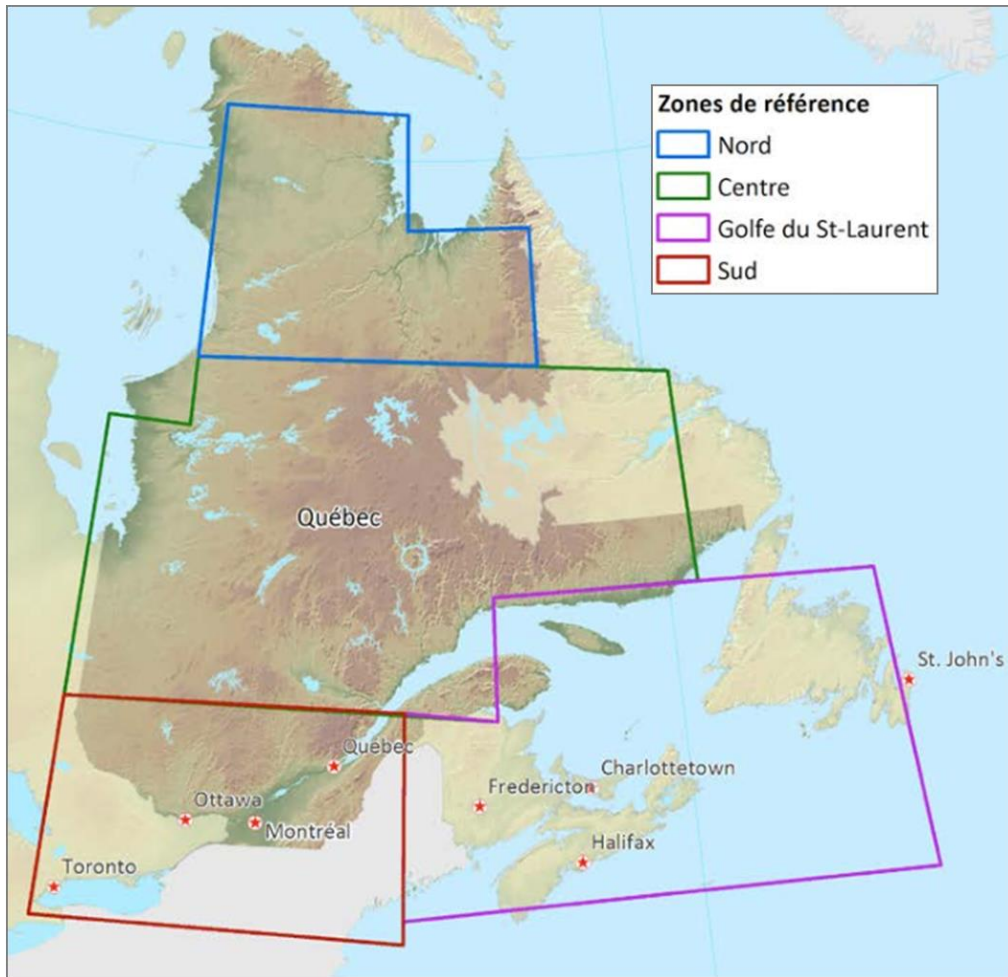 Zones de référence
Nord
Centre
Golfe du St-Laurent
Sud
Québec
St. John's
Québec
Charlottetown
Fredericton
Ottawa
Montréal
Halifax
Toronto